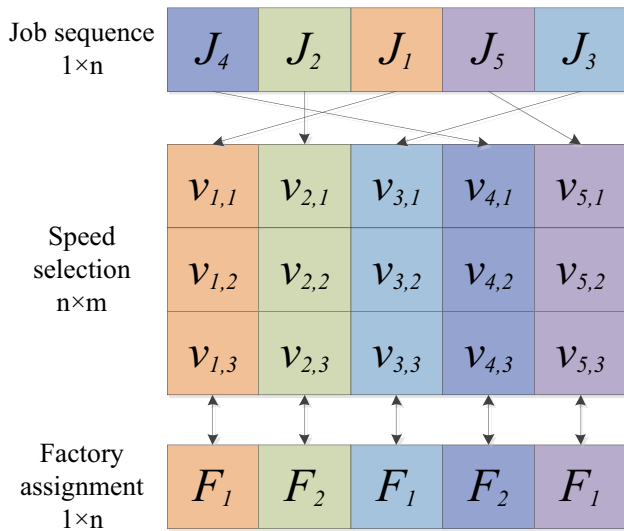 Job sequence
1×n
J4 J2 J1 J5 J3
Speed
selection
n×m
v1,1 v2,1 v3,1 v4,1 v5,1
v1,2 v2,2 v3,2 v4,2 v5,2
v1,3 v2,3 v3,3 v4,3 v5,3
Factory
assignment
1×n
F1 F2 F1 F2 F1